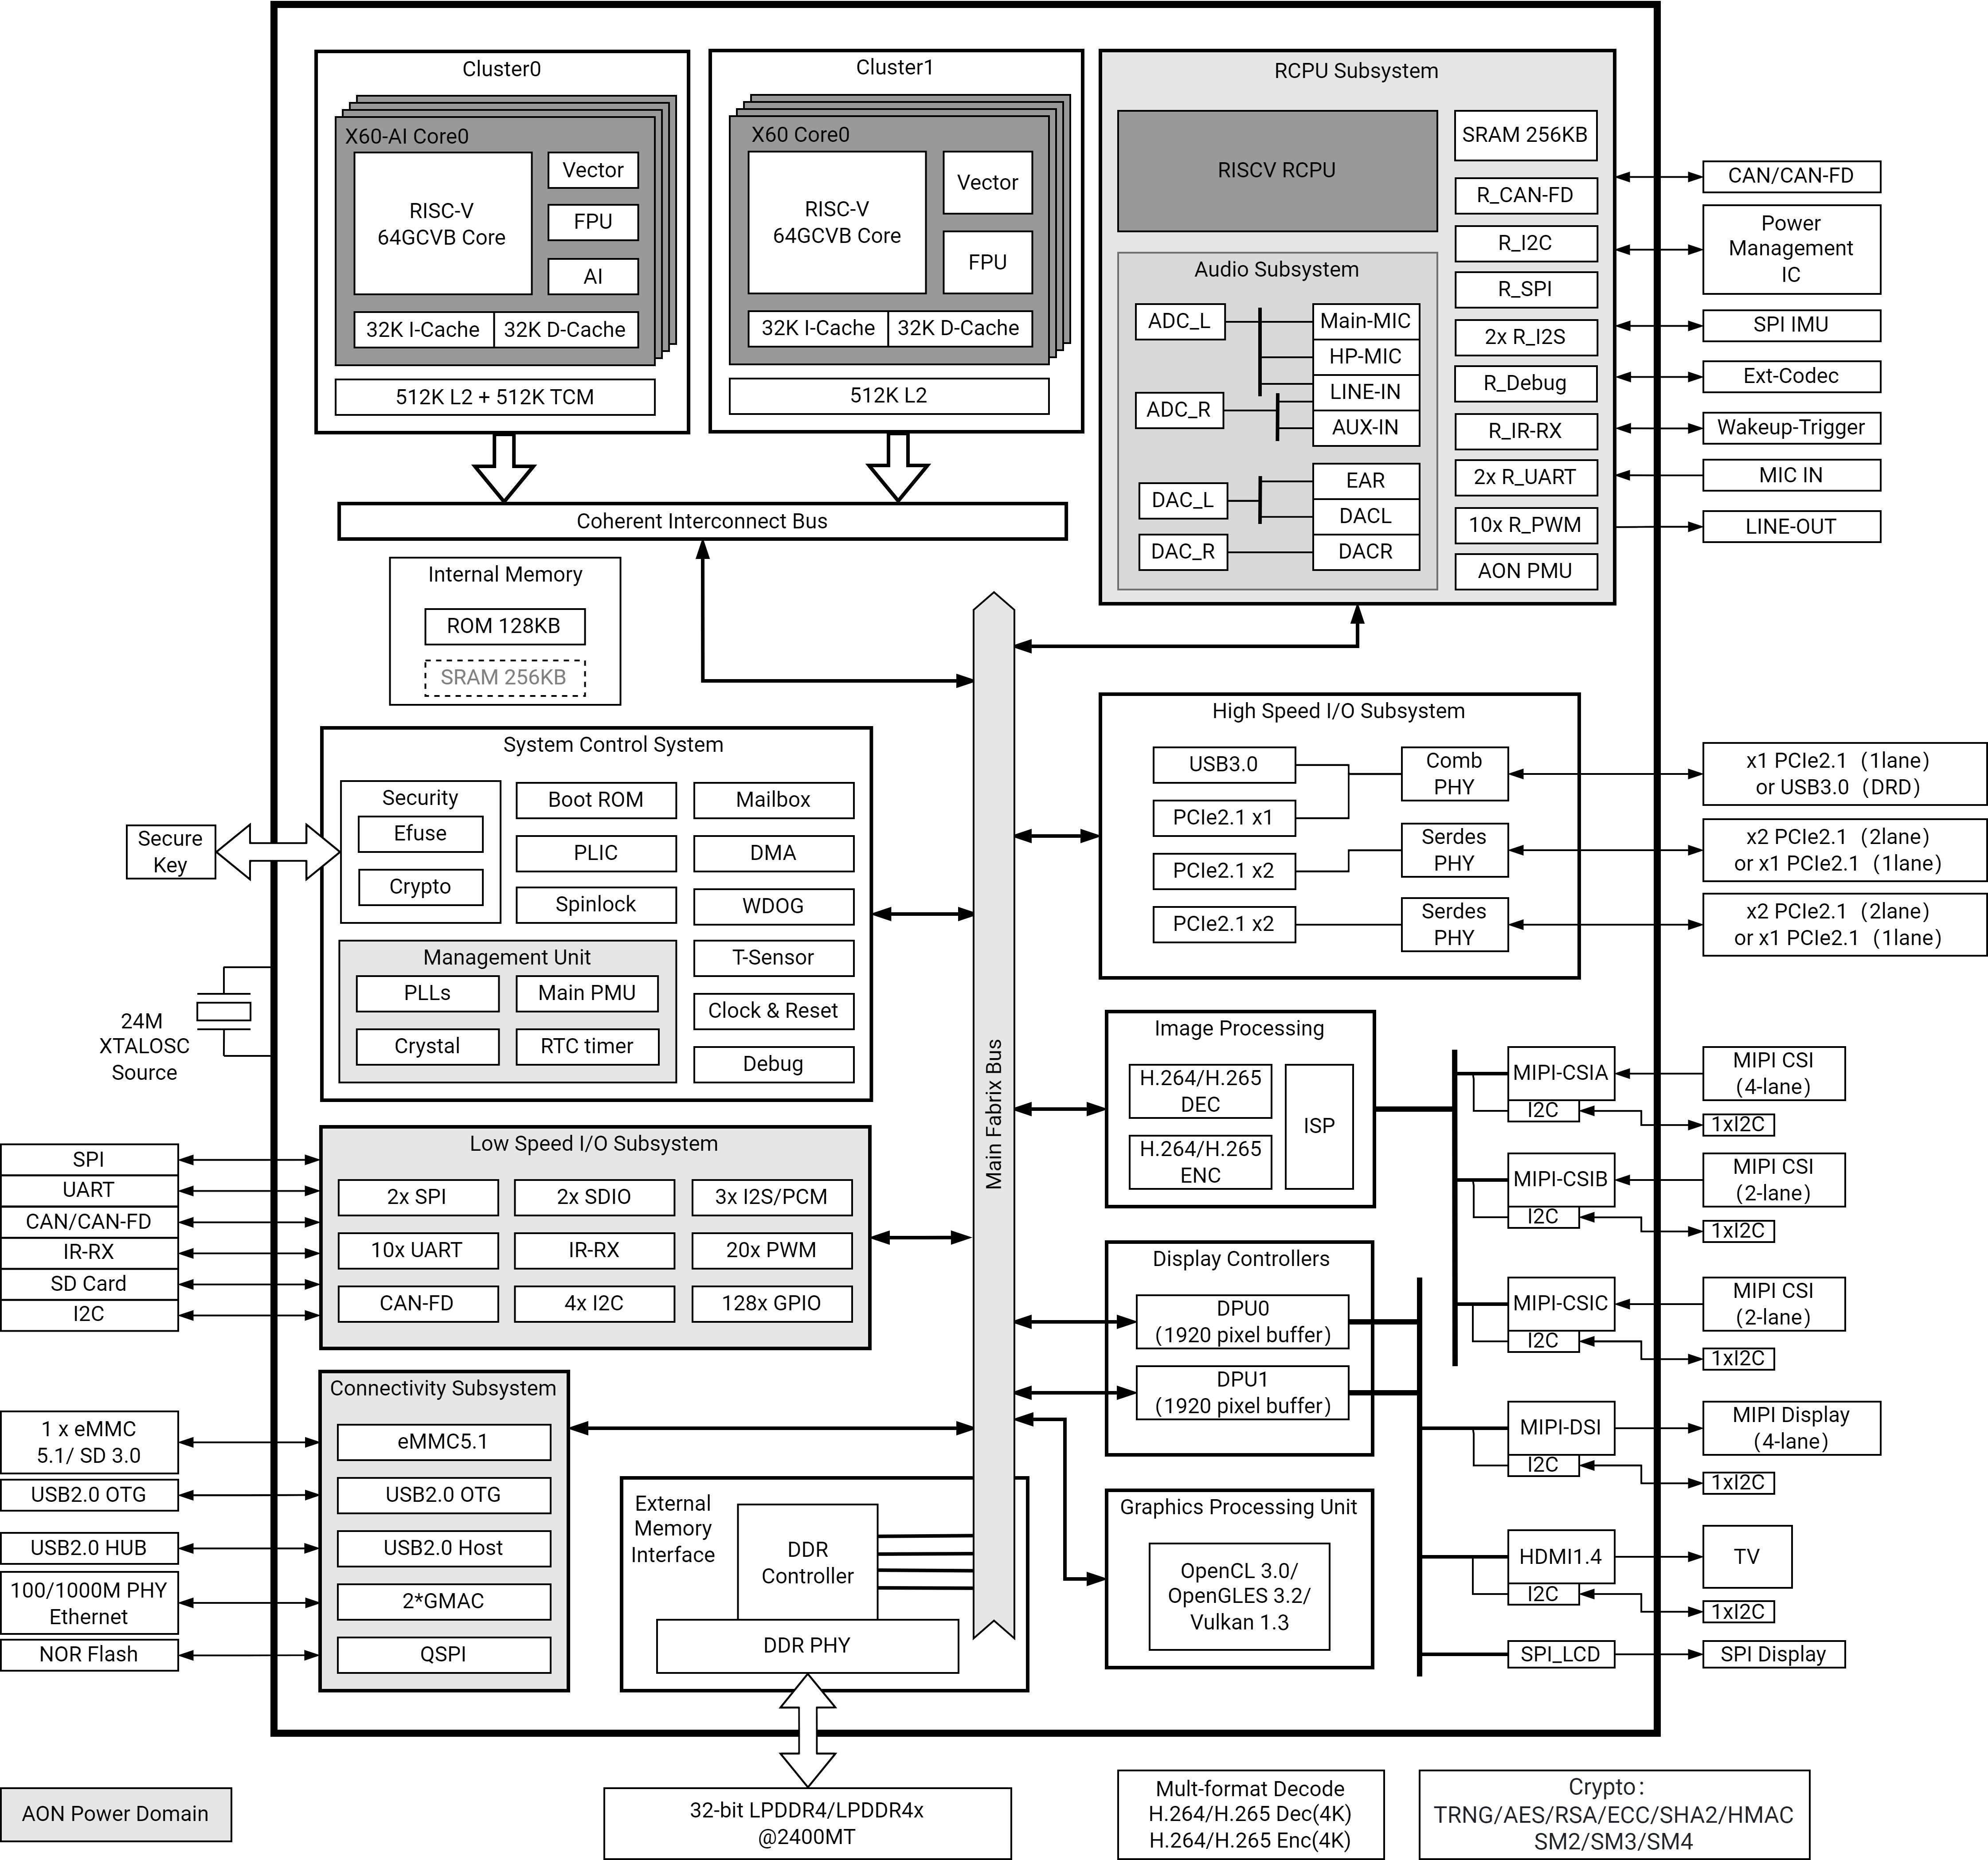 Cluster0
X60-AI Core0
RISC-V
64GCVB Core
Vector
FPU
AI
32K I-Cache
32K D-Cache
512K L2 + 512K TCM
Cluster1
X60 Core0
RISC-V
64GCVB Core
Vector
FPU
32K I-Cache
32K D-Cache
512K L2
Coherent Interconnect Bus
RCPU Subsystem
RISCV RCPU
SRAM 256KB
R_CAN-FD
R_I2C
R_SPI
2x R_I2S
R_Debug
R_IR-RX
2x R_UART
10x R_PWM
AON PMU
Audio Subsystem
ADC_L
ADC_R
DAC_L
DAC_R
Main-MIC
HP-MIC
LINE-IN
AUX-IN
EAR
DACL
DACR
CAN/CAN-FD
Power
Management
IC
SPI IMU
Ext-Codec
Wakeup-Trigger
MIC IN
LINE-OUT
Internal Memory
ROM 128KB
SRAM 256KB
Main Fabrix Bus
System Control System
Security
Efuse
Crypto
Boot ROM
PLIC
Spinlock
Mailbox
DMA
WDOG
T-Sensor
Clock & Reset
Debug
Management Unit
PLLs
Main PMU
Crystal
RTC timer
Secure
Key
24M
XTALOSC
Source
High Speed I/O Subsystem
USB3.0
PCIe2.1 x1
PCIe2.1 x2
PCIe2.1 x2
Comb
PHY
Serdes
PHY
Serdes
PHY
x1 PCIe2.1（1lane）
or USB3.0（DRD）
x2 PCIe2.1（2lane）
or x1 PCIe2.1（1lane）
x2 PCIe2.1（2lane）
or x1 PCIe2.1（1lane）
Low Speed I/O Subsystem
2x SPI
2x SDIO
3x I2S/PCM
10x UART
IR-RX
20x PWM
CAN-FD
4x I2C
128x GPIO
SPI
UART
CAN/CAN-FD
IR-RX
SD Card
I2C
Image Processing
H.264/H.265
DEC
H.264/H.265
ENC
ISP
MIPI-CSIA
I2C
MIPI CSI
（4-lane）
1xI2C
MIPI-CSIB
I2C
MIPI CSI
（2-lane）
1xI2C
MIPI-CSIC
I2C
MIPI CSI
（2-lane）
1xI2C
Display Controllers
DPU0
（1920 pixel buffer）
DPU1
（1920 pixel buffer）
MIPI-DSI
I2C
MIPI Display
（4-lane）
1xI2C
HDMI1.4
I2C
TV
1xI2C
SPI_LCD
SPI Display
Connectivity Subsystem
eMMC5.1
USB2.0 OTG
USB2.0 Host
2*GMAC
QSPI
1 x eMMC
5.1/ SD 3.0
USB2.0 OTG
USB2.0 HUB
100/1000M PHY
Ethernet
NOR Flash
External
Memory
Interface
DDR
Controller
DDR PHY
Graphics Processing Unit
OpenCL 3.0/
OpenGLES 3.2/
Vulkan 1.3
AON Power Domain
32-bit LPDDR4/LPDDR4x
@2400MT
Mult-format Decode
H.264/H.265 Dec(4K)
H.264/H.265 Enc(4K)
Crypto：
TRNG/AES/RSA/ECC/SHA2/HMAC
SM2/SM3/SM4